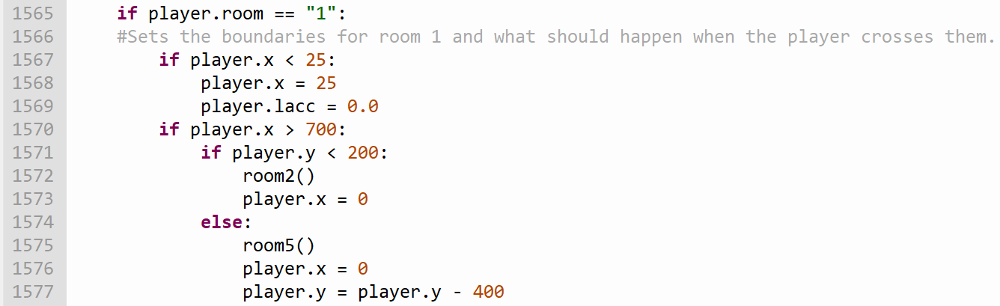 1565 if player.room == "1":
1566 #Sets the boundaries for room 1 and what should happen when the player crosses them.
1567 if player.x < 25:
1568 player.x = 25
1569 player.lacc = 0.0
1570 if player.x > 700:
1571 if player.y < 200:
1572 room2()
1573 player.x = 0
1574 else:
1575 room5()
1576 player.x = 0
1577 player.y = player.y - 400